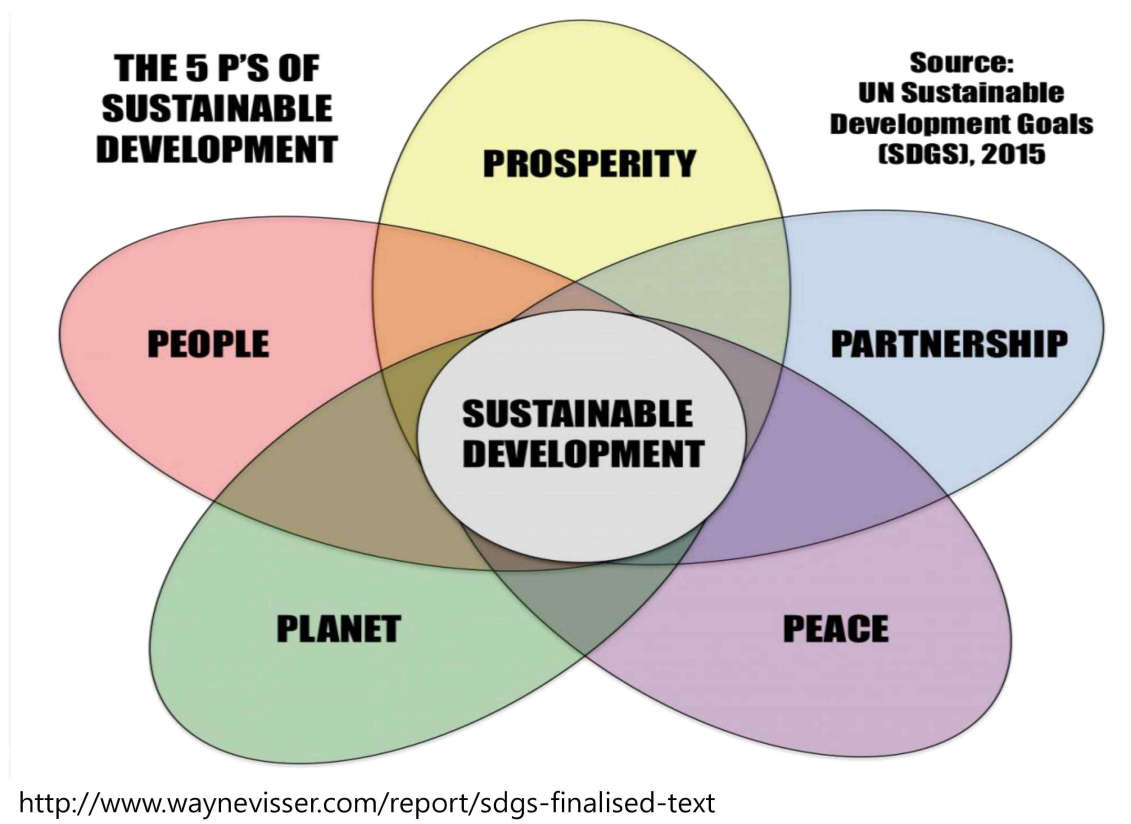 THE 5 P'S OF
SUSTAINABLE
DEVELOPMENT
Source:
UN Sustainable
Development Goals
(SDGS), 2015
PROSPERITY
PEOPLE
PARTNERSHIP
SUSTAINABLE
DEVELOPMENT
PLANET
PEACE
http://www.waynevisser.com/report/sdgs-finalised-text